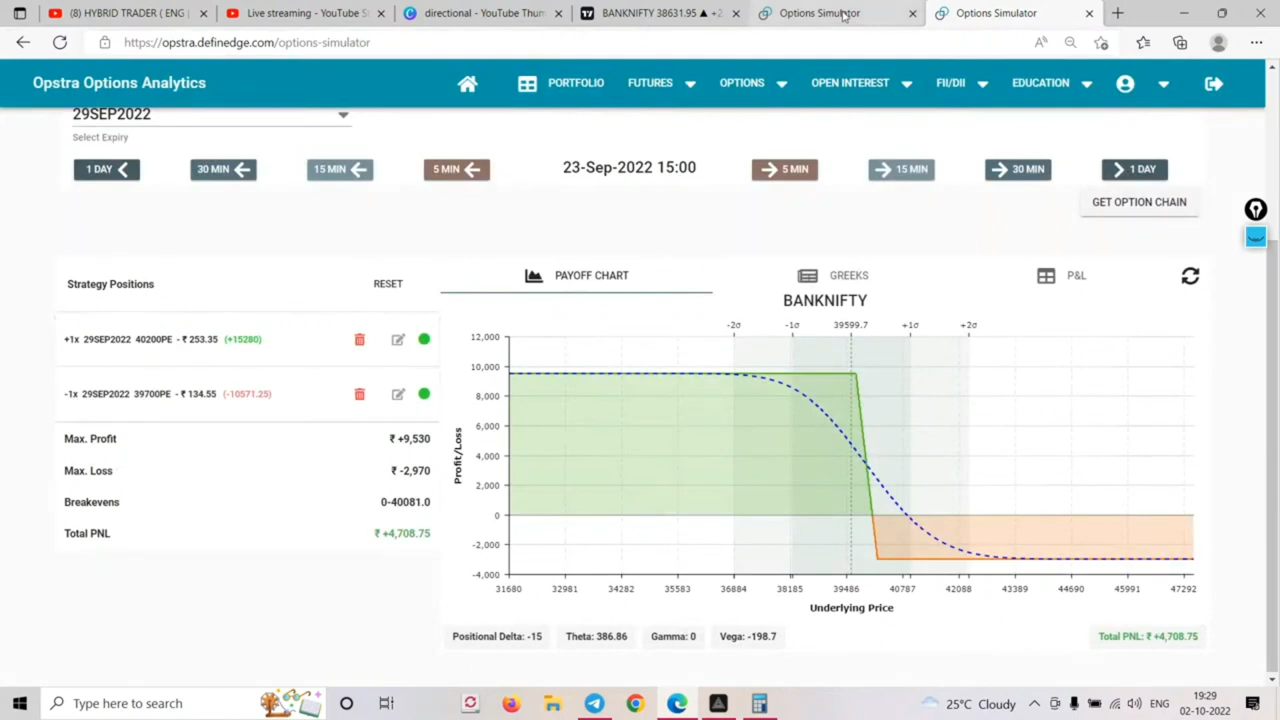 (8) HYBRID TRADER ( ENG |
Live streaming - YouTube S
directional - YouTube Thum
BANKNIFTY 38631.95 ▲ +2
Options Simulator
Options Simulator
https://opstra.definedge.com/options-simulator
Opstra Options Analytics
PORTFOLIO
FUTURES
OPTIONS
OPEN INTEREST
FII/DII
EDUCATION
29SEP2022
Select Expiry
1 DAY
30 MIN
15 MIN
5 MIN
23-Sep-2022 15:00
5 MIN
15 MIN
30 MIN
1 DAY
GET OPTION CHAIN
Strategy Positions
RESET
PAYOFF CHART
GREEKS
P&L
BANKNIFTY
+1x 29SEP2022 40200PE - ₹ 253.35 (+15280)
-1x 29SEP2022 39700PE - ₹ 134.55 (-10571.25)
Max. Profit ₹ +9,530
Max. Loss ₹ -2,970
Breakevens 0-40081.0
Total PNL ₹ +4,708.75
-2σ -1σ 39599.7 +1σ +2σ
12,000
10,000
8,000
6,000
4,000
2,000
0
-2,000
-4,000
Profit/Loss
31680 32981 34282 35583 36884 38185 39486 40787 42088 43389 44690 45991 47292
Underlying Price
Positional Delta: -15
Theta: 386.86
Gamma: 0
Vega: -198.7
Total PNL: ₹ +4,708.75
Type here to search
25°C Cloudy
ENG
19:29
02-10-2022